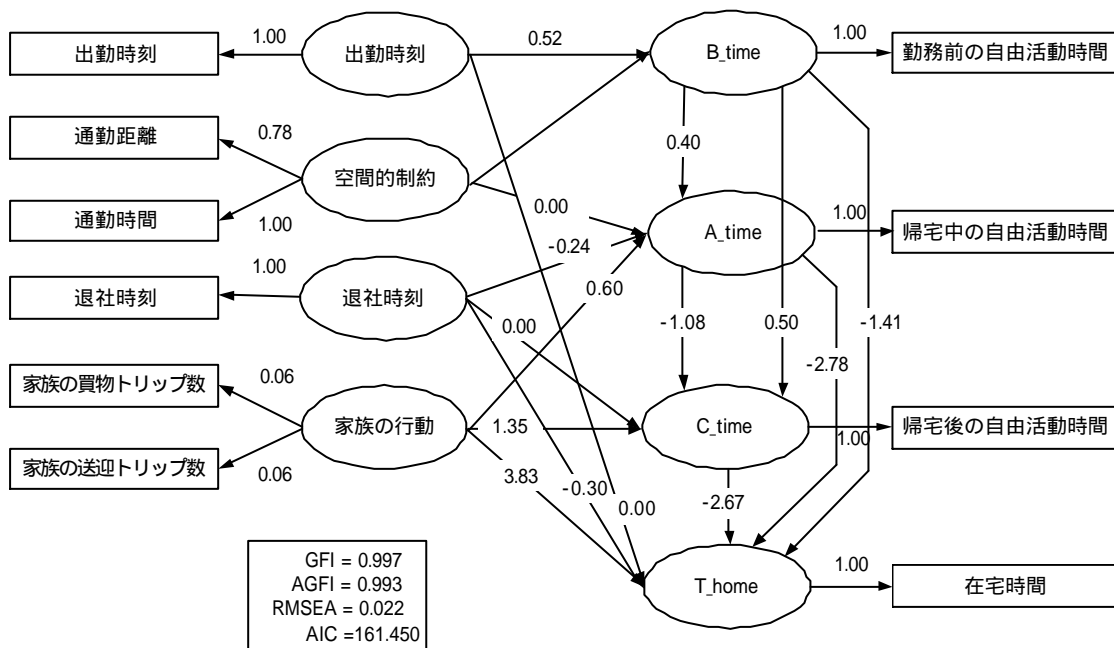 出勤時刻
1.00
出勤時刻
0.52
B_time
1.00
勤務前の自由活動時間
通勤距離
0.78
空間的制約
0.40
通勤時間
1.00
0.00
A_time
1.00
帰宅中の自由活動時間
-0.24
退社時刻
1.00
退社時刻
0.60
0.00
-1.08
0.50
-1.41
-2.78
家族の買物トリップ数
0.06
家族の行動
1.35
C_time
1.00
帰宅後の自由活動時間
家族の送迎トリップ数
0.06
3.83
-0.30
0.00
-2.67
GFI = 0.997
AGFI = 0.993
RMSEA = 0.022
AIC =161.450
T_home
1.00
在宅時間